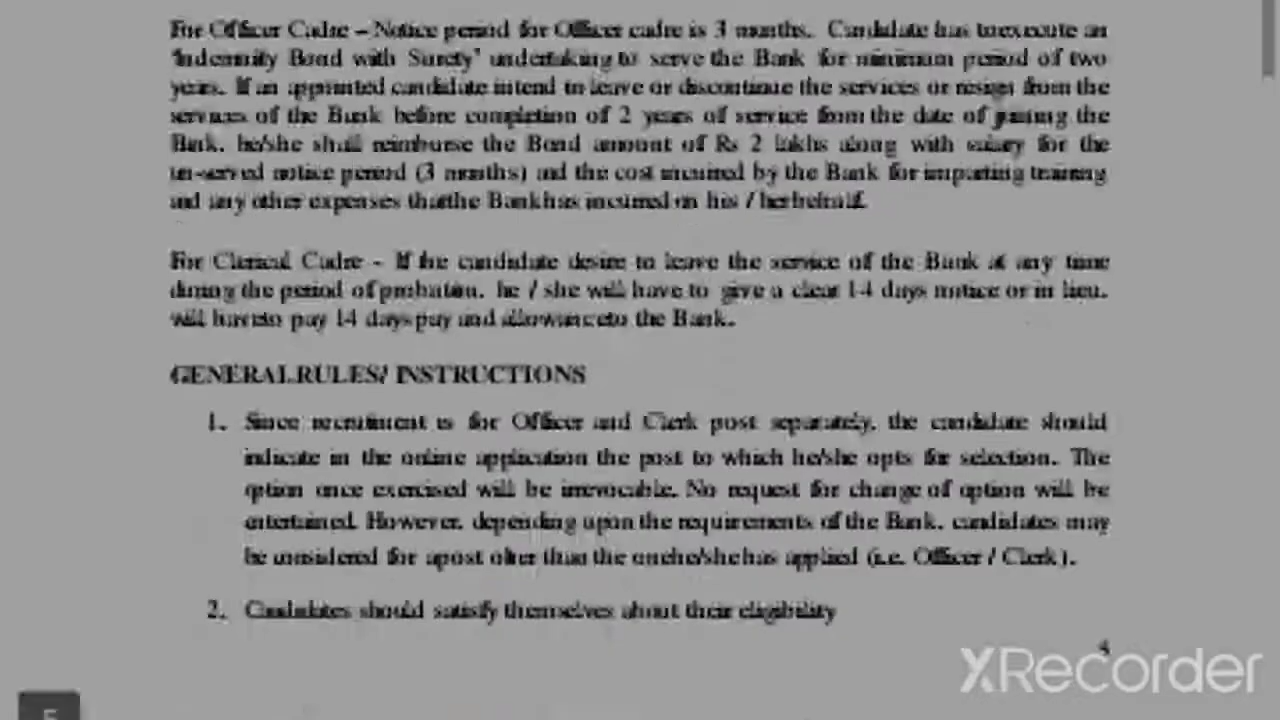 For Officer Cadre – Notice period for Officer cadre is 3 months. Candidate has to execute an
'Indemnity Bond with Surety' undertaking to serve the Bank for minimum period of two
years. If an appointed candidate intend to leave or discontinue the services or resign from the
services of the Bank before completion of 2 years of service from the date of joining the
Bank, he/she shall reimburse the Bond amount of Rs 2 lakhs along with salary for the
un-served notice period (3 months) and the cost incurred by the Bank for imparting training
and any other expenses that the Bank has incurred on his / her behalf.
For Clerical Cadre - If the candidate desire to leave the service of the Bank at any time
during the period of probation, he / she will have to give a clear 14 days notice or in lieu,
will have to pay 14 days pay and allowance to the Bank.
GENERAL RULES/ INSTRUCTIONS
1. Since recruitment is for Officer and Clerk post separately, the candidate should
indicate in the online application the post to which he/she opts for selection. The
option once exercised will be irrevocable. No request for change of option will be
entertained. However, depending upon the requirements of the Bank, candidates may
be considered for a post other than the one he/she has applied (i.e. Officer / Clerk).
2. Candidates should satisfy themselves about their eligibility
4
XRecorder
5